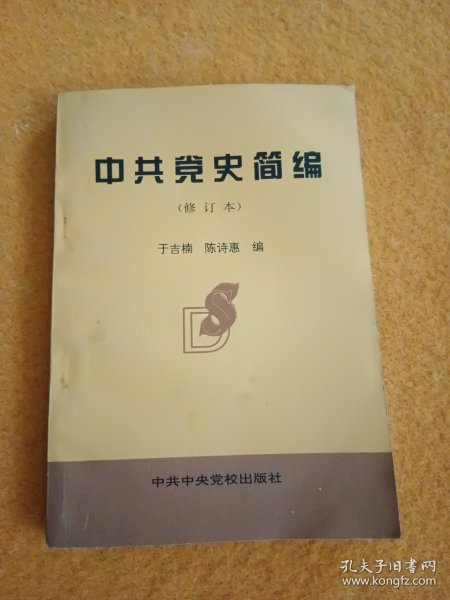 中共党史简编
(修订本)
于吉楠 陈诗惠 编
DS
中共中央党校出版社
孔夫子旧书网
www.kongfz.com